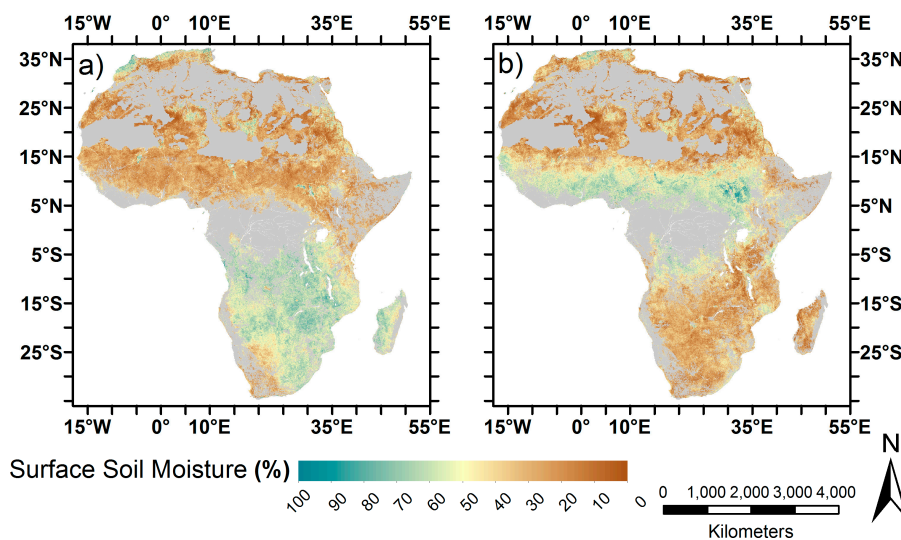 15°W 0° 10°E 35°E 55°E 15°W 0° 10°E 35°E 55°E
a)
b)
35°N 35°N
25°N 25°N
15°N 15°N
5°N 5°N
5°S 5°S
15°S 15°S
25°S 25°S
15°W 0° 10°E 35°E 55°E 15°W 0° 10°E 35°E 55°E
Surface Soil Moisture (%)
100 90 80 70 60 50 40 30 20 10 0
0 1,000 2,000 3,000 4,000
Kilometers
N